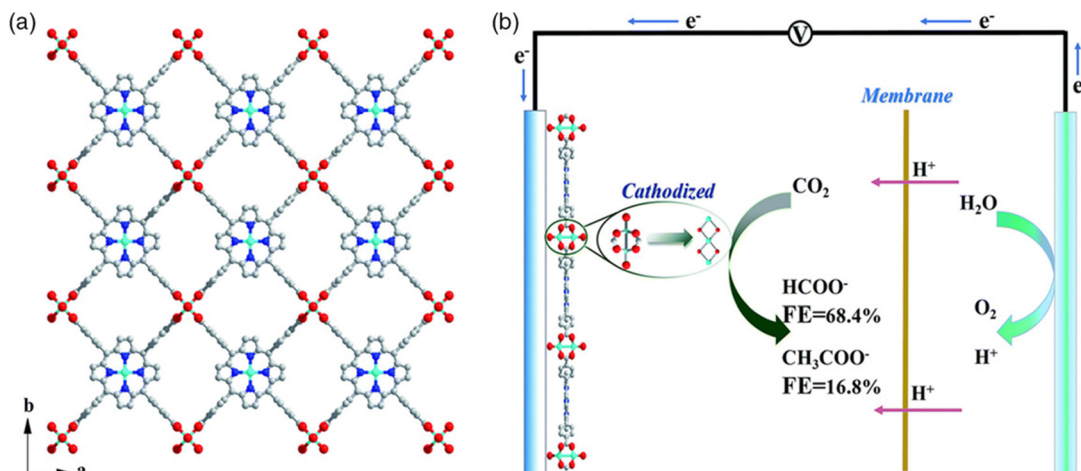 (a)
b
a
(b)
e⁻
e⁻
e⁻
V
e
Membrane
Cathodized
CO₂
H⁺
H₂O
HCOO⁻
FE=68.4%
O₂
CH₃COO⁻
FE=16.8%
H⁺
H⁺